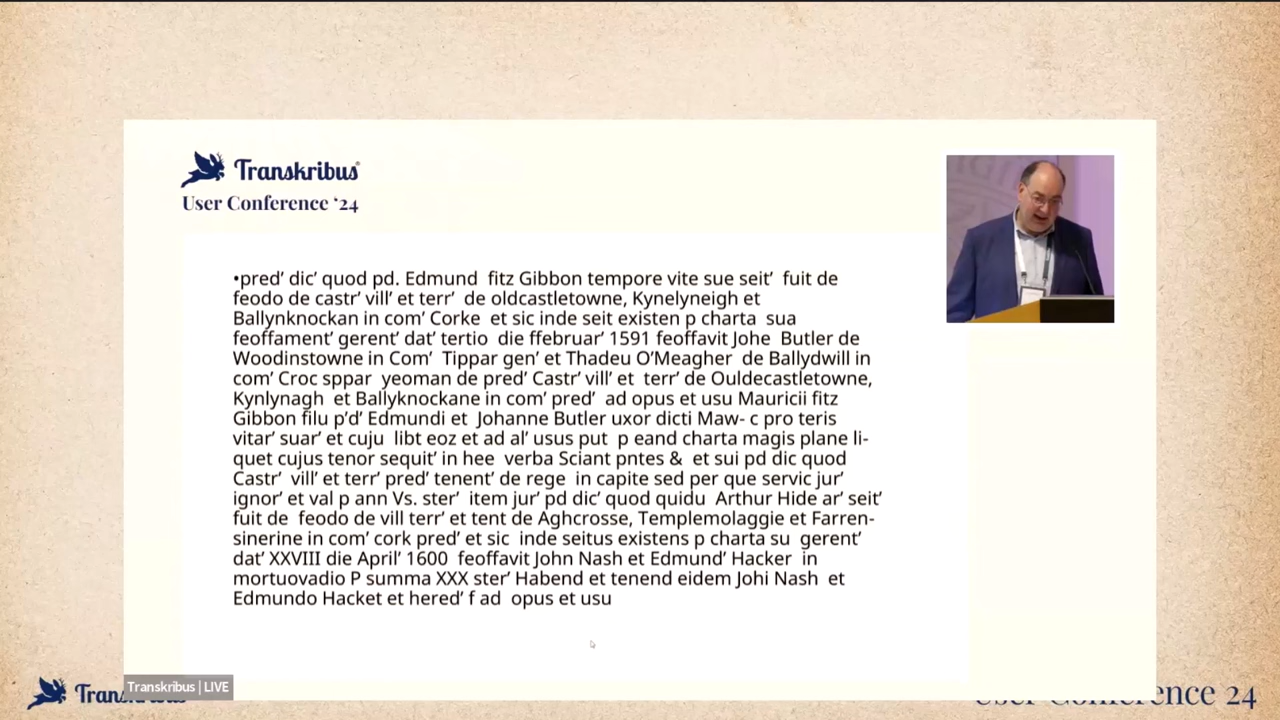 Transkribus
User Conference ‘24
•pred’ dic’ quod pd. Edmund fitz Gibbon tempore vite sue seit’ fuit de
feodo de castr’ vill’ et terr’ de oldcastletowne, Kynelyneigh et
Ballynknockan in com’ Corke et sic inde seit existen p charta sua
feoffament’ gerent’ dat’ tertio die ffebruar’ 1591 feoffavit Johe Butler de
Woodinstowne in Com’ Tippar gen’ et Thadeu O’Meagher de Ballydwill in
com’ Croc sppar yeoman de pred’ Castr’ vill’ et terr’ de Ouldecastletowne,
Kynlynagh et Ballyknockane in com’ pred’ ad opus et usu Mauricii fitz
Gibbon filu p’d’ Edmundi et Johanne Butler uxor dicti Maw- c pro teris
vitar’ suar’ et cuju libt eoz et ad al’ usus put p eand charta magis plane li-
quet cujus tenor sequit’ in hee verba Sciant pntes & et sui pd dic quod
Castr’ vill’ et terr’ pred’ tenent’ de rege in capite sed per que servic jur’
ignor’ et val p ann Vs. ster’ item jur’ pd dic’ quod quidu Arthur Hide ar’ seit’
fuit de feodo de vill terr’ et tent de Aghcrosse, Templemolaggie et Farren-
sinerine in com’ cork pred’ et sic inde seitus existens p charta su gerent’
dat’ XXVIII die April’ 1600 feoffavit John Nash et Edmund’ Hacker in
mortuovadio P summa XXX ster’ Habend et tenend eidem Johi Nash et
Edmundo Hacket et hered’ f ad opus et usu
Transkribus | LIVE
Transkribus
User Conference 24